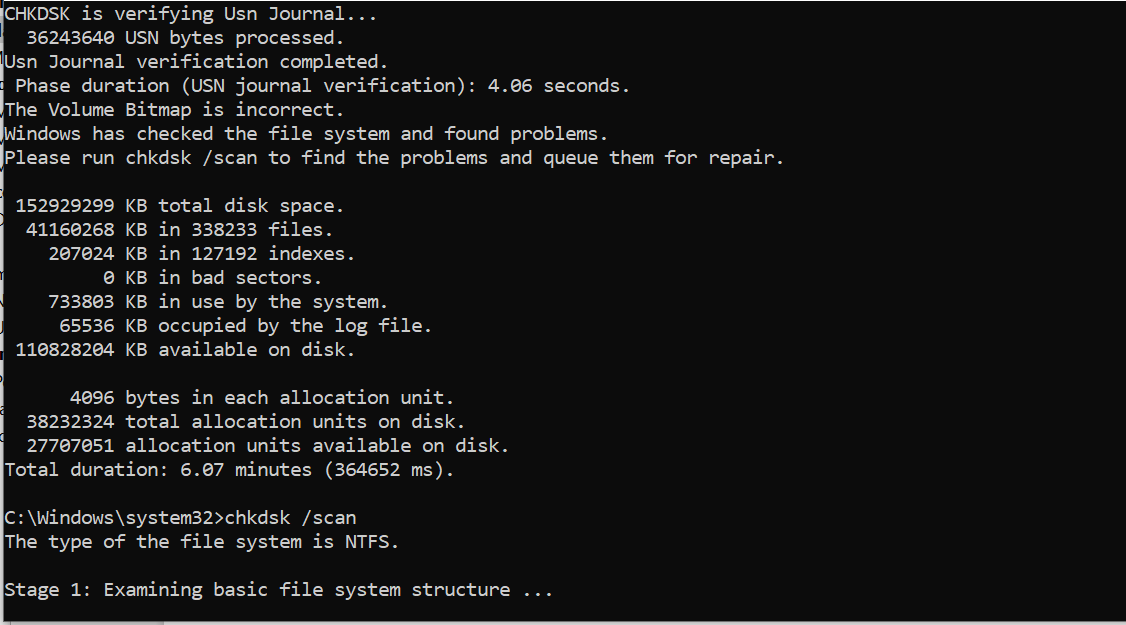 CHKDSK is verifying Usn Journal...
36243640 USN bytes processed.
Usn Journal verification completed.
Phase duration (USN journal verification): 4.06 seconds.
The Volume Bitmap is incorrect.
Windows has checked the file system and found problems.
Please run chkdsk /scan to find the problems and queue them for repair.
152929299 KB total disk space.
41160268 KB in 338233 files.
207024 KB in 127192 indexes.
0 KB in bad sectors.
733803 KB in use by the system.
65536 KB occupied by the log file.
110828204 KB available on disk.
4096 bytes in each allocation unit.
38232324 total allocation units on disk.
27707051 allocation units available on disk.
Total duration: 6.07 minutes (364652 ms).
C:\Windows\system32>chkdsk /scan
The type of the file system is NTFS.
Stage 1: Examining basic file system structure ...